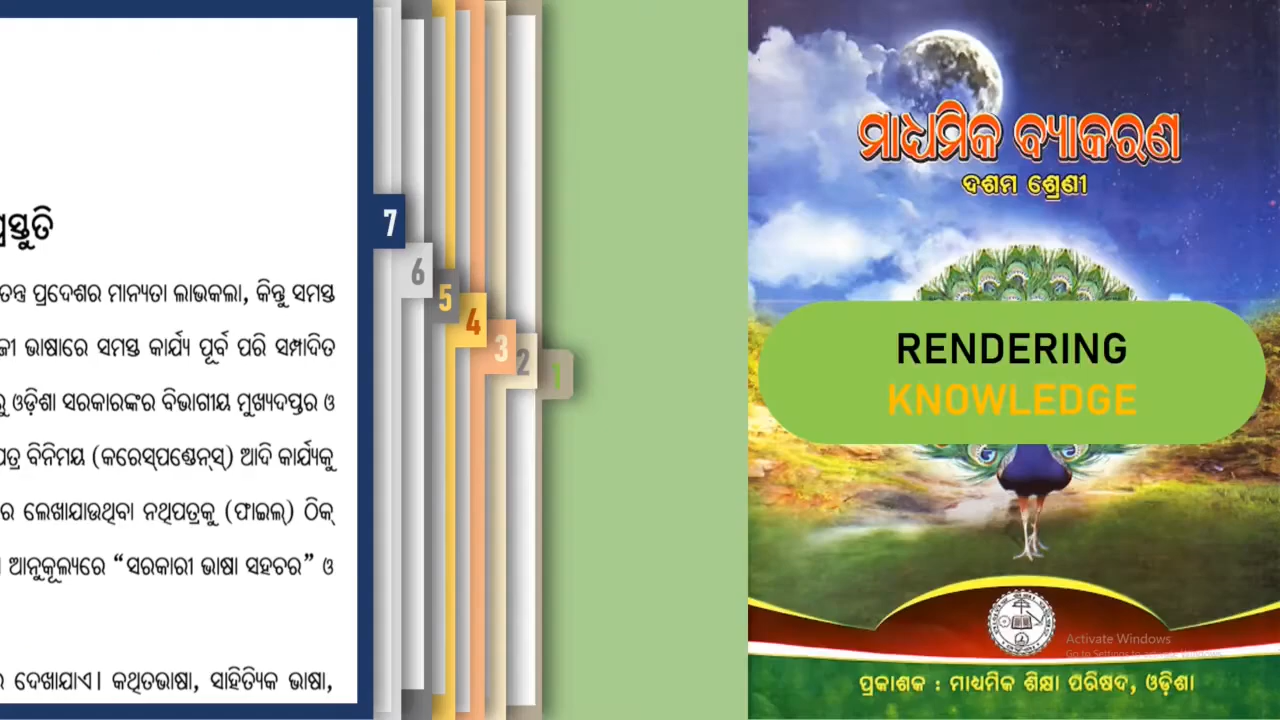 ତନ୍ତ୍ର ପ୍ରଦେଶର ମାନ୍ୟତା ଲାଭକଲା, କିନ୍ତୁ ସମସ୍ତ
ଭାଷାରେ ସମସ୍ତ କାର୍ଯ୍ୟ ପୂର୍ବ ପରି ସମ୍ପାଦିତ
ଓଡ଼ିଶା ସରକାରଙ୍କର ବିଭାଗୀୟ ମୁଖ୍ୟଦପ୍ତର ଓ
ପତ୍ର ବିନିମୟ (କରେସ୍‌ପଣ୍ଡେନ୍‌ସ୍) ଆଦି କାର୍ଯ୍ୟକୁ
ର ଲେଖାଯାଉଥିବା ନଥିପତ୍ରକୁ (ଫାଇଲ୍) ଠିକ୍
ଆନୁକୂଲ୍ୟରେ “ସରକାରୀ ଭାଷା ସହଚର” ଓ
ଦେଖାଯାଏ। କଥିତଭାଷା, ସାହିତ୍ୟିକ ଭାଷା,
7
6
5
4
3
2
1
ମାଧ୍ୟମିକ ବ୍ୟାକରଣ
ଦଶମ ଶ୍ରେଣୀ
RENDERING
KNOWLEDGE
Activate Windows
ପ୍ରକାଶକ : ମାଧ୍ୟମିକ ଶିକ୍ଷା ପରିଷଦ, ଓଡ଼ିଶା